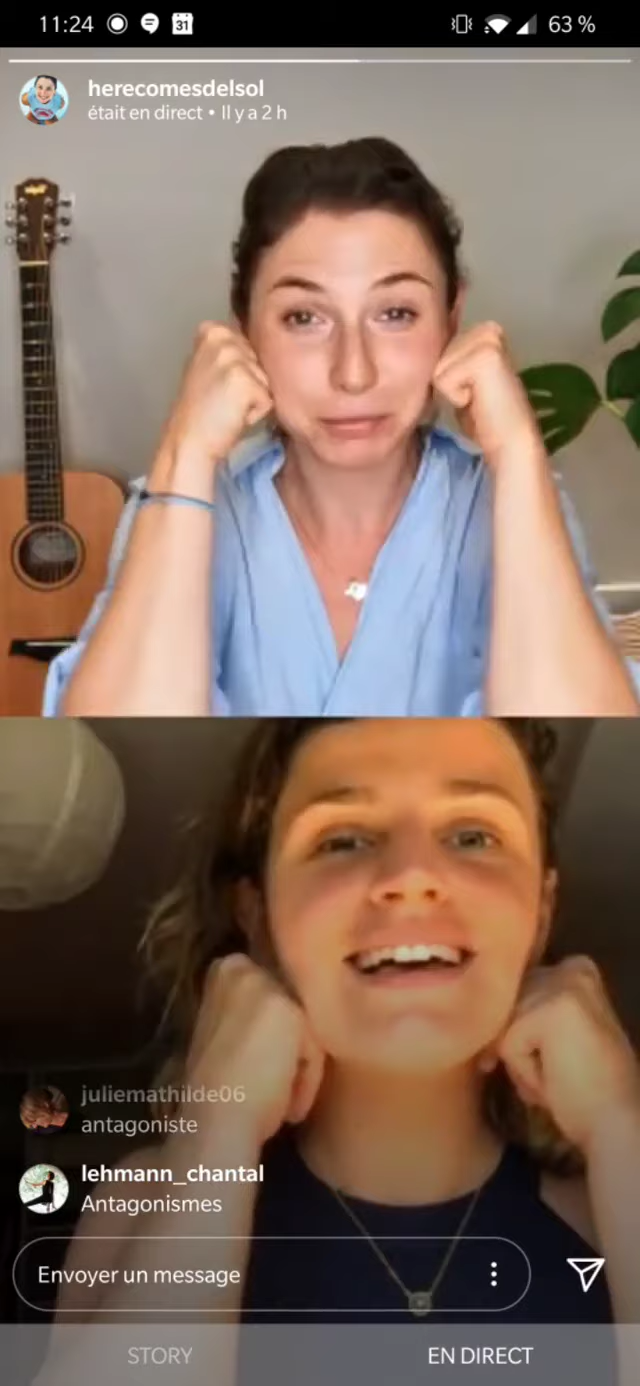 11:24
31
63 %
herecomesdelsol
était en direct • Il y a 2 h
juliemathilde06
antagoniste
lehmann_chantal
Antagonismes
Envoyer un message
STORY
EN DIRECT